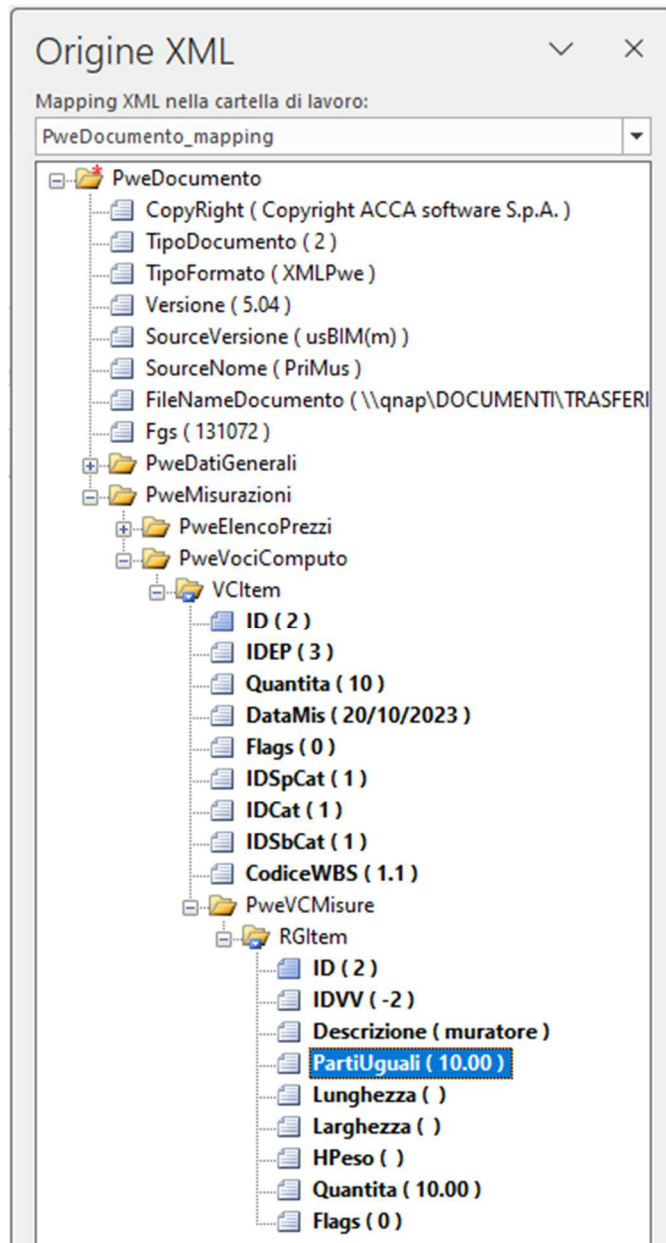 Origine XML
Mapping XML nella cartella di lavoro:
PweDocumento_mapping
PweDocumento
CopyRight ( Copyright ACCA software S.p.A. )
TipoDocumento ( 2 )
TipoFormato ( XMLPwe )
Versione ( 5.04 )
SourceVersione ( usBIM(m) )
SourceNome ( PriMus )
FileNameDocumento ( \\qnap\DOCUMENTI\TRASFERI
Fgs ( 131072 )
PweDatiGenerali
PweMisurazioni
PweElencoPrezzi
PweVociComputo
VCItem
ID ( 2 )
IDEP ( 3 )
Quantita ( 10 )
DataMis ( 20/10/2023 )
Flags ( 0 )
IDSpCat ( 1 )
IDCat ( 1 )
IDSbCat ( 1 )
CodiceWBS ( 1.1 )
PweVCMisure
RGItem
ID ( 2 )
IDVV ( -2 )
Descrizione ( muratore )
PartiUguali ( 10.00 )
Lunghezza ( )
Larghezza ( )
HPeso ( )
Quantita ( 10.00 )
Flags ( 0 )